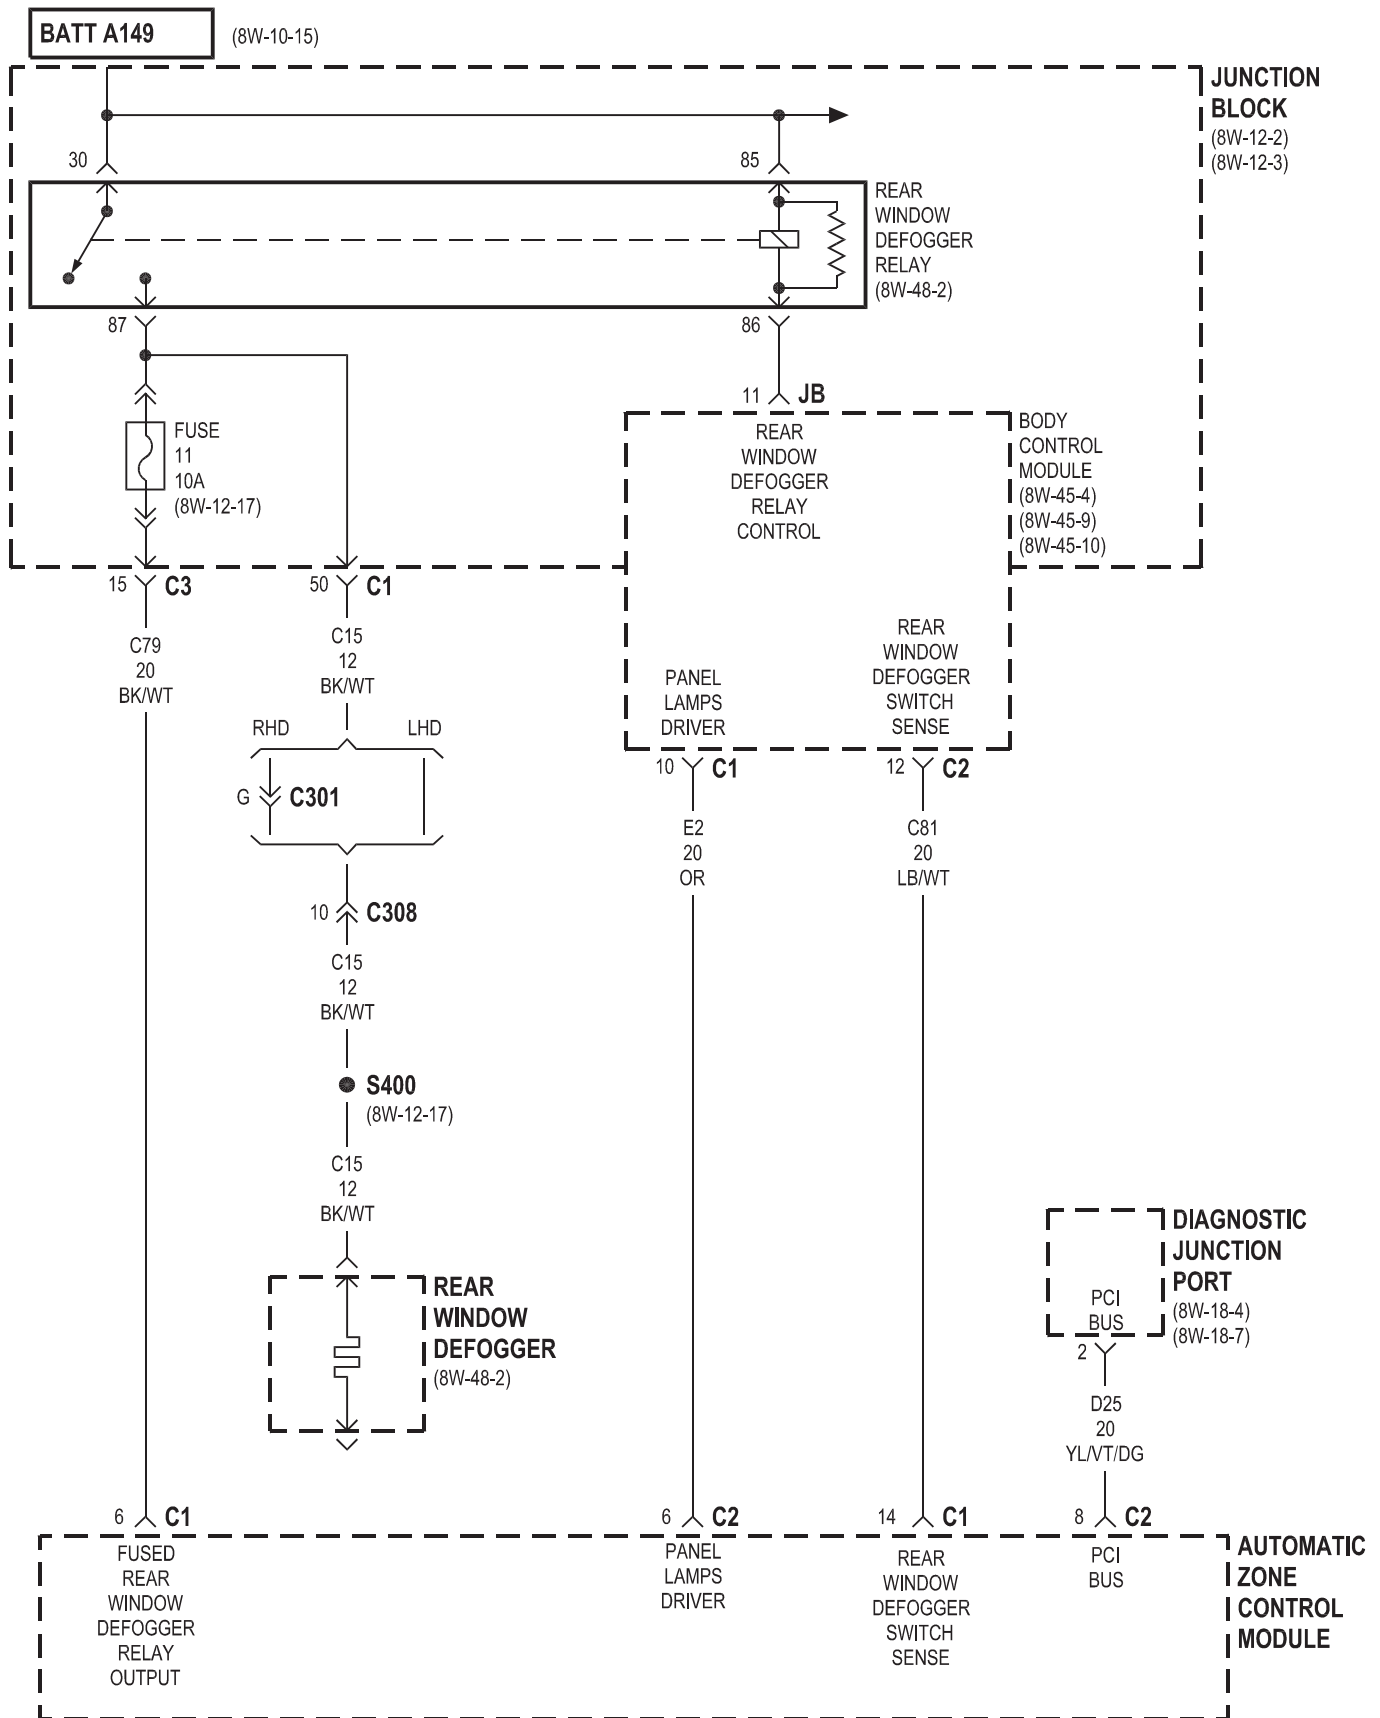 BATT A149 (8W-10-15)
JUNCTION
BLOCK
(8W-12-2)
(8W-12-3)
30
85
REAR
WINDOW
DEFOGGER
RELAY
(8W-48-2)
87
86
11 JB
FUSE
11
10A
(8W-12-17)
REAR
WINDOW
DEFOGGER
RELAY
CONTROL
BODY
CONTROL
MODULE
(8W-45-4)
(8W-45-9)
(8W-45-10)
15 C3
50 C1
C79
20
BK/WT
C15
12
BK/WT
PANEL
LAMPS
DRIVER
REAR
WINDOW
DEFOGGER
SWITCH
SENSE
RHD
LHD
10 C1
12 C2
G C301
E2
20
OR
C81
20
LB/WT
10 C308
C15
12
BK/WT
S400
(8W-12-17)
C15
12
BK/WT
REAR
WINDOW
DEFOGGER
(8W-48-2)
DIAGNOSTIC
JUNCTION
PORT
(8W-18-4)
(8W-18-7)
PCI
BUS
2
D25
20
YL/VT/DG
6 C1
6 C2
14 C1
8 C2
FUSED
REAR
WINDOW
DEFOGGER
RELAY
OUTPUT
PANEL
LAMPS
DRIVER
REAR
WINDOW
DEFOGGER
SWITCH
SENSE
PCI
BUS
AUTOMATIC
ZONE
CONTROL
MODULE